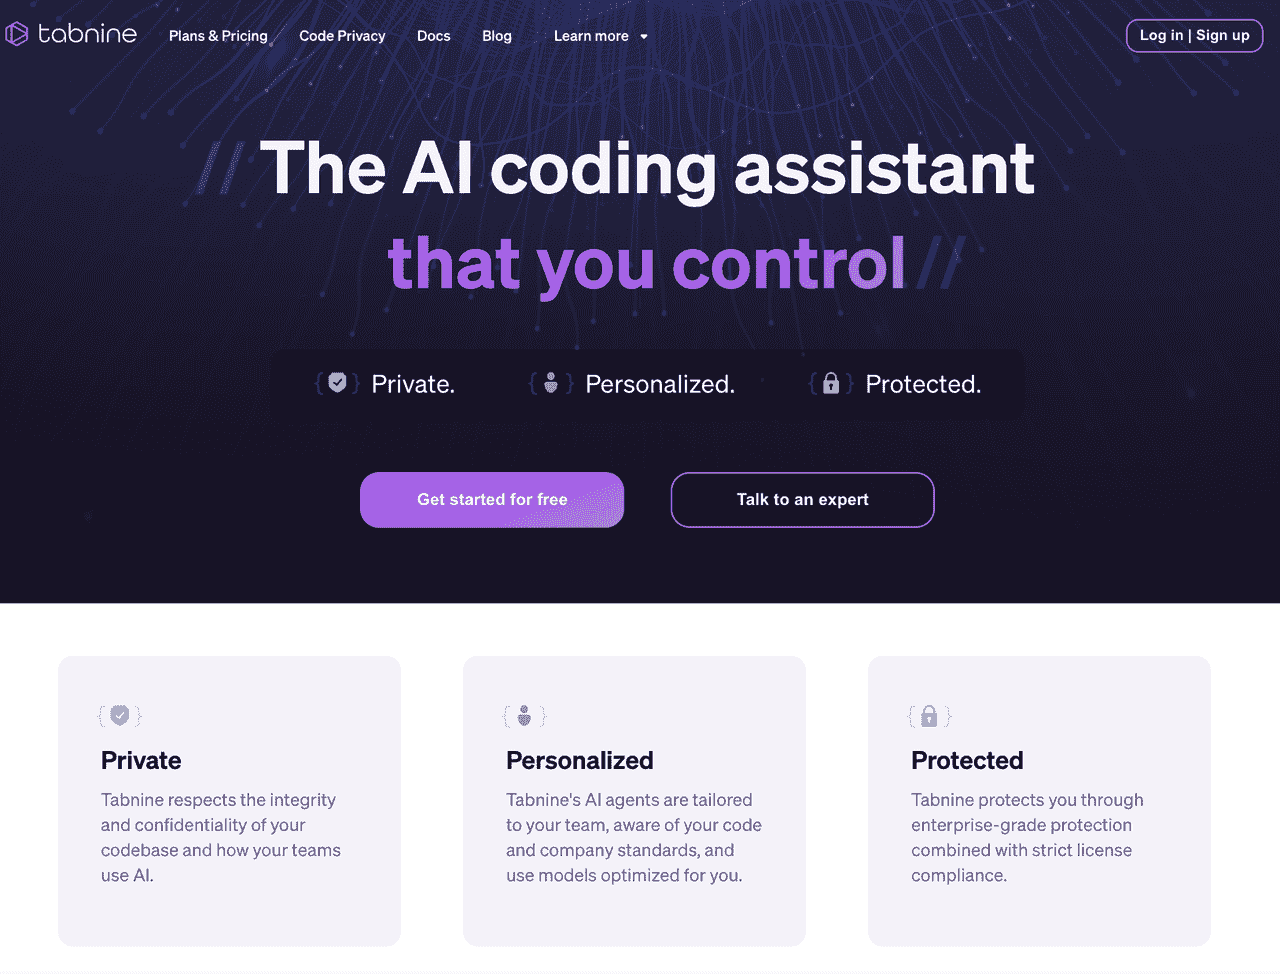 tabnine
Plans & Pricing
Code Privacy
Docs
Blog
Learn more
Log in | Sign up
// The AI coding assistant
that you control //
{ } Private.
{ } Personalized.
{ } Protected.
Get started for free
Talk to an expert
{ }
Private
Tabnine respects the integrity
and confidentiality of your
codebase and how your teams
use AI.
{ }
Personalized
Tabnine's AI agents are tailored
to your team, aware of your code
and company standards, and
use models optimized for you.
{ }
Protected
Tabnine protects you through
enterprise-grade protection
combined with strict license
compliance.